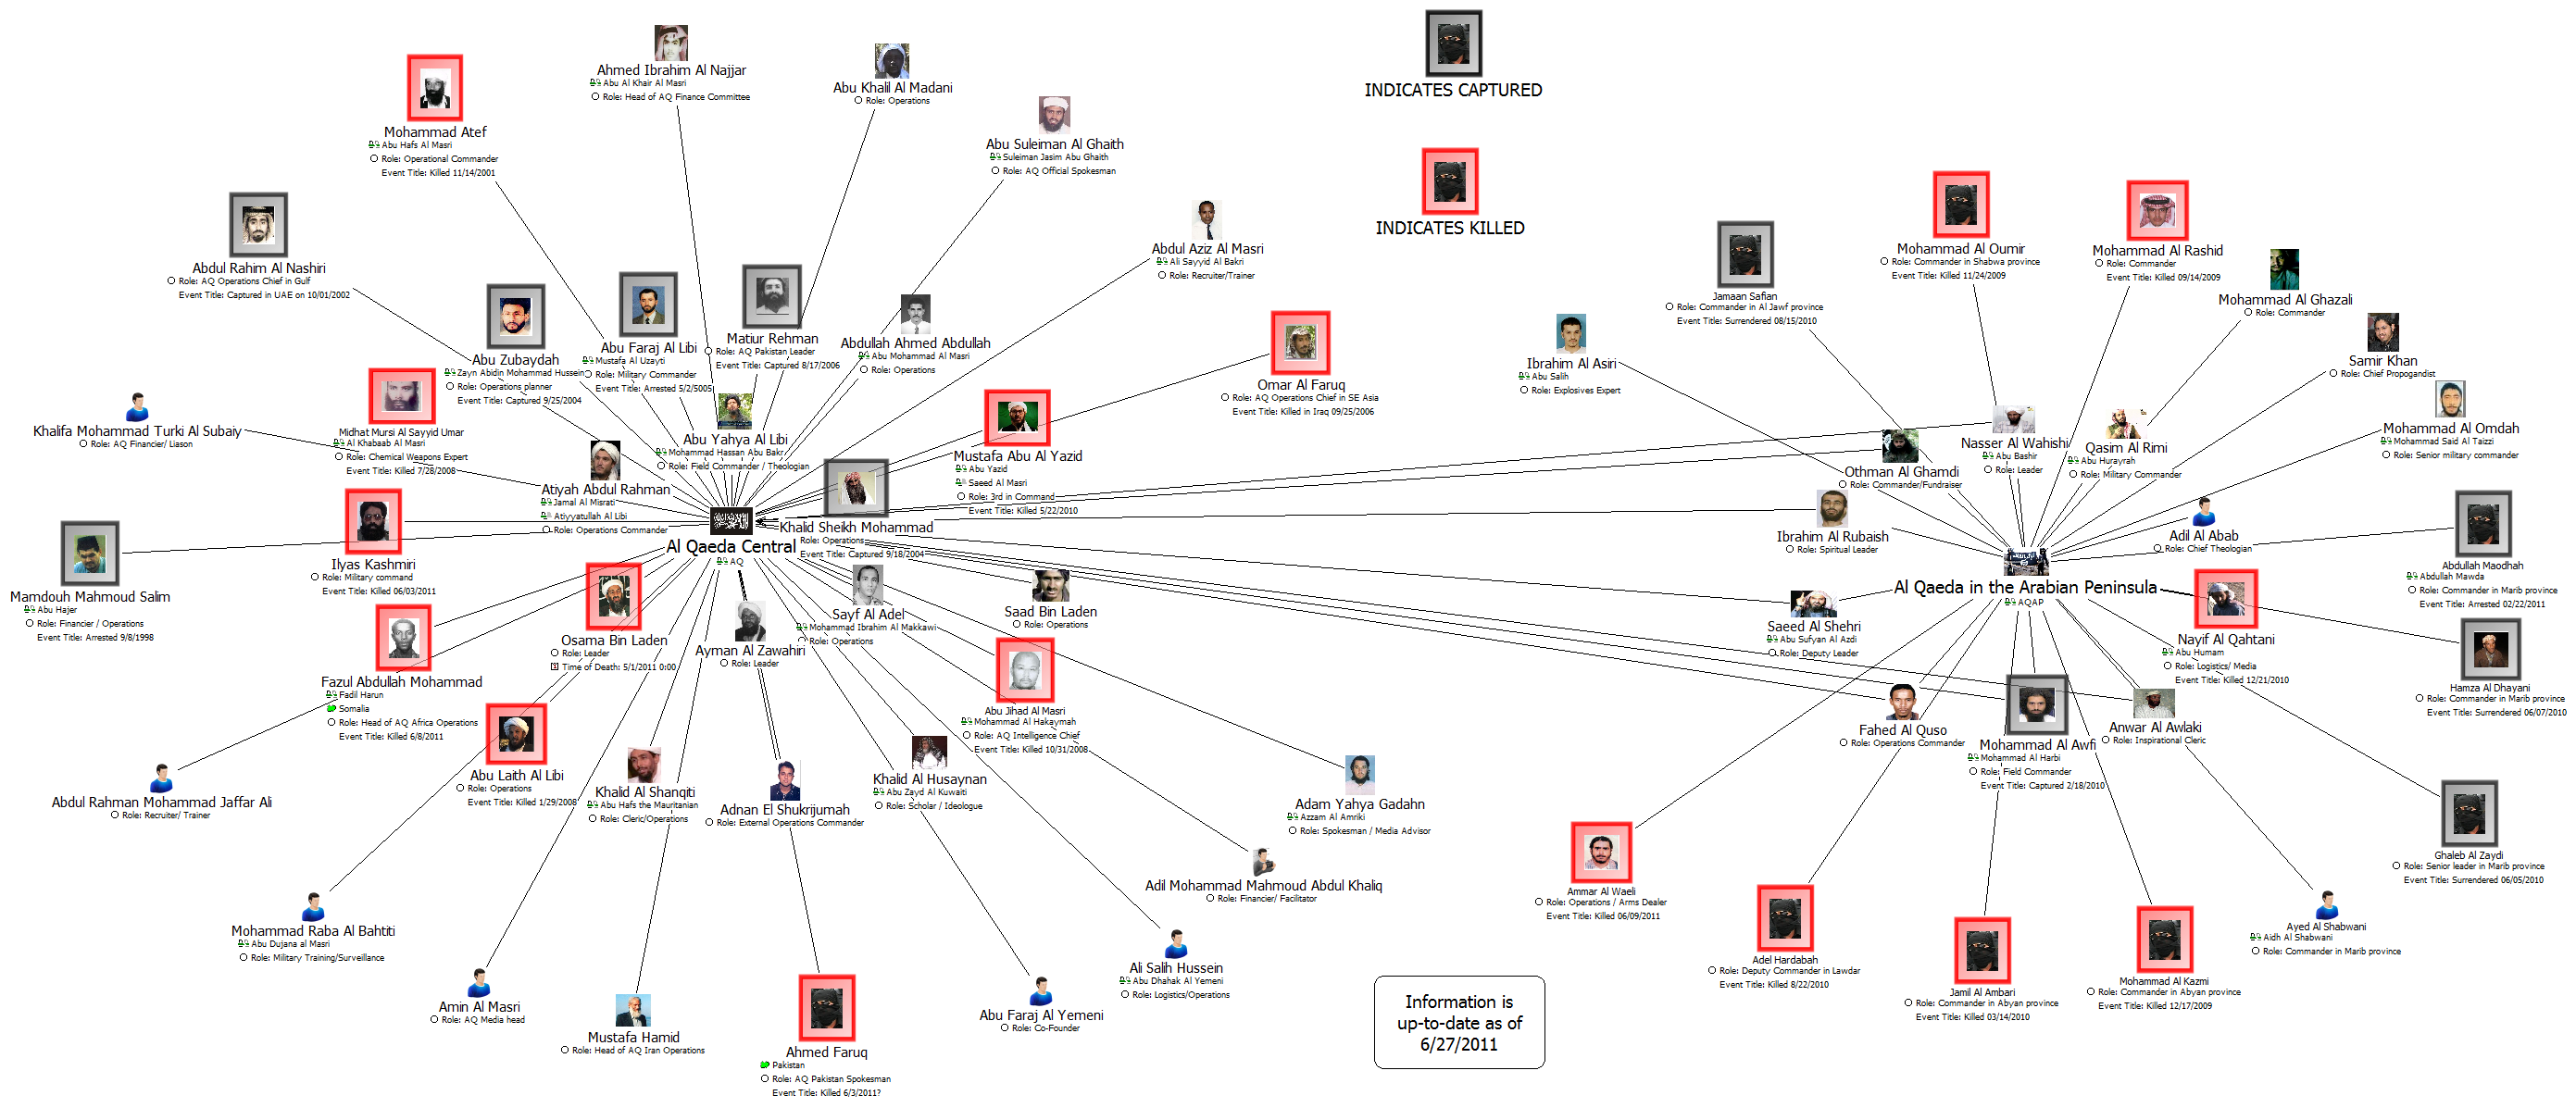 INDICATES CAPTURED
INDICATES KILLED
Mohammad Atef
Abu Hafs Al Masri
Role: Operational Commander
Event Title: Killed 11/14/2001
Ahmed Ibrahim Al Najjar
Abu Al Khair Al Masri
Role: Head of AQ Finance Committee
Abu Khalil Al Madani
Role: Operations
Abu Suleiman Al Ghaith
Suleiman Jasim Abu Ghaith
Role: AQ Official Spokesman
Abdul Aziz Al Masri
Ali Sayyid Al Bakri
Role: Recruiter/Trainer
Abdul Rahim Al Nashiri
Role: AQ Operations Chief in Gulf
Event Title: Captured in UAE on 10/01/2002
Abu Zubaydah
Zayn Abidin Mohammad Hussein
Role: Operations planner
Event Title: Captured 9/25/2004
Abu Faraj Al Libi
Mustafa Al Uzayti
Role: Military Commander
Event Title: Arrested 5/2/5005
Matiur Rehman
Role: AQ Pakistan Leader
Event Title: Captured 8/17/2006
Abdullah Ahmed Abdullah
Abu Mohammad Al Masri
Role: Operations
Omar Al Faruq
Role: AQ Operations Chief in SE Asia
Event Title: Killed in Iraq 09/25/2006
Khalifa Mohammad Turki Al Subaiy
Role: AQ Financier/ Liason
Midhat Mursi Al Sayyid Umar
Al Khabaab Al Masri
Role: Chemical Weapons Expert
Event Title: Killed 7/28/2008
Abu Yahya Al Libi
Mohammad Hassan Abu Bakr
Role: Field Commander / Theologian
Mustafa Abu Al Yazid
Abu Yazid
Saeed Al Masri
Role: 3rd in Command
Event Title: Killed 5/22/2010
Atiyah Abdul Rahman
Jamal Al Misrati
Atiyyatullah Al Libi
Role: Operations Commander
Khalid Sheikh Mohammad
Role: Operations
Event Title: Captured 9/18/2004
Al Qaeda Central
AQ
Ilyas Kashmiri
Role: Military command
Event Title: Killed 06/03/2011
Mamdouh Mahmoud Salim
Abu Hajer
Role: Financier / Operations
Event Title: Arrested 9/8/1998
Osama Bin Laden
Role: Leader
Time of Death: 5/1/2011 0:00
Ayman Al Zawahiri
Role: Leader
Sayf Al Adel
Mohammad Ibrahim Al Makkawi
Role: Operations
Saad Bin Laden
Role: Operations
Fazul Abdullah Mohammad
Fadil Harun
Somalia
Role: Head of AQ Africa Operations
Event Title: Killed 6/8/2011
Abu Jihad Al Masri
Mohammad Al Hakaymah
Role: AQ Intelligence Chief
Event Title: Killed 10/31/2008
Abu Laith Al Libi
Role: Operations
Event Title: Killed 1/29/2008
Abdul Rahman Mohammad Jaffar Ali
Role: Recruiter/ Trainer
Khalid Al Shanqiti
Abu Hafs the Mauritanian
Role: Cleric/Operations
Adnan El Shukrijumah
Role: External Operations Commander
Khalid Al Husaynan
Abu Zayd Al Kuwaiti
Role: Scholar / Ideologue
Adam Yahya Gadahn
Azzam Al Amriki
Role: Spokesman / Media Advisor
Adil Mohammad Mahmoud Abdul Khaliq
Role: Financier/ Facilitator
Mohammad Raba Al Bahtiti
Abu Dujana al Masri
Role: Military Training/Surveillance
Ali Salih Hussein
Abu Dhahak Al Yemeni
Role: Logistics/Operations
Amin Al Masri
Role: AQ Media head
Mustafa Hamid
Role: Head of AQ Iran Operations
Ahmed Faruq
Pakistan
Role: AQ Pakistan Spokesman
Event Title: Killed 6/3/2011?
Abu Faraj Al Yemeni
Role: Co-Founder
Information is
up-to-date as of
6/27/2011
Mohammad Al Oumir
Role: Commander in Shabwa province
Event Title: Killed 11/24/2009
Mohammad Al Rashid
Role: Commander
Event Title: Killed 09/14/2009
Jamaan Safian
Role: Commander in Al Jawf province
Event Title: Surrendered 08/15/2010
Mohammad Al Ghazali
Role: Commander
Ibrahim Al Asiri
Abu Salih
Role: Explosives Expert
Samir Khan
Role: Chief Propogandist
Mohammad Al Omdah
Mohammad Said Al Taizzi
Role: Senior military commander
Nasser Al Wahishi
Abu Bashir
Role: Leader
Qasim Al Rimi
Abu Hurayrah
Role: Military Commander
Othman Al Ghamdi
Role: Commander/Fundraiser
Ibrahim Al Rubaish
Role: Spiritual Leader
Adil Al Abab
Role: Chief Theologian
Abdullah Maodhah
Abdullah Mawda
Role: Commander in Marib province
Event Title: Arrested 02/22/2011
Al Qaeda in the Arabian Peninsula
AQAP
Saeed Al Shehri
Abu Sufyan Al Azdi
Role: Deputy Leader
Nayif Al Qahtani
Abu Humam
Role: Logistics/ Media
Event Title: Killed 12/21/2010
Hamza Al Dhayani
Role: Commander in Marib province
Event Title: Surrendered 06/07/2010
Fahed Al Quso
Role: Operations Commander
Mohammad Al Awfi
Mohammad Al Harbi
Role: Field Commander
Event Title: Captured 2/18/2010
Anwar Al Awlaki
Role: Inspirational Cleric
Ghaleb Al Zaydi
Role: Senior leader in Marib province
Event Title: Surrendered 06/05/2010
Ammar Al Waeli
Role: Operations / Arms Dealer
Event Title: Killed 06/09/2011
Adel Hardabah
Role: Deputy Commander in Lawdar
Event Title: Killed 8/22/2010
Jamil Al Ambari
Role: Commander in Abyan province
Event Title: Killed 03/14/2010
Mohammad Al Kazmi
Role: Commander in Abyan province
Event Title: Killed 12/17/2009
Ayed Al Shabwani
Aidh Al Shabwani
Role: Commander in Marib province